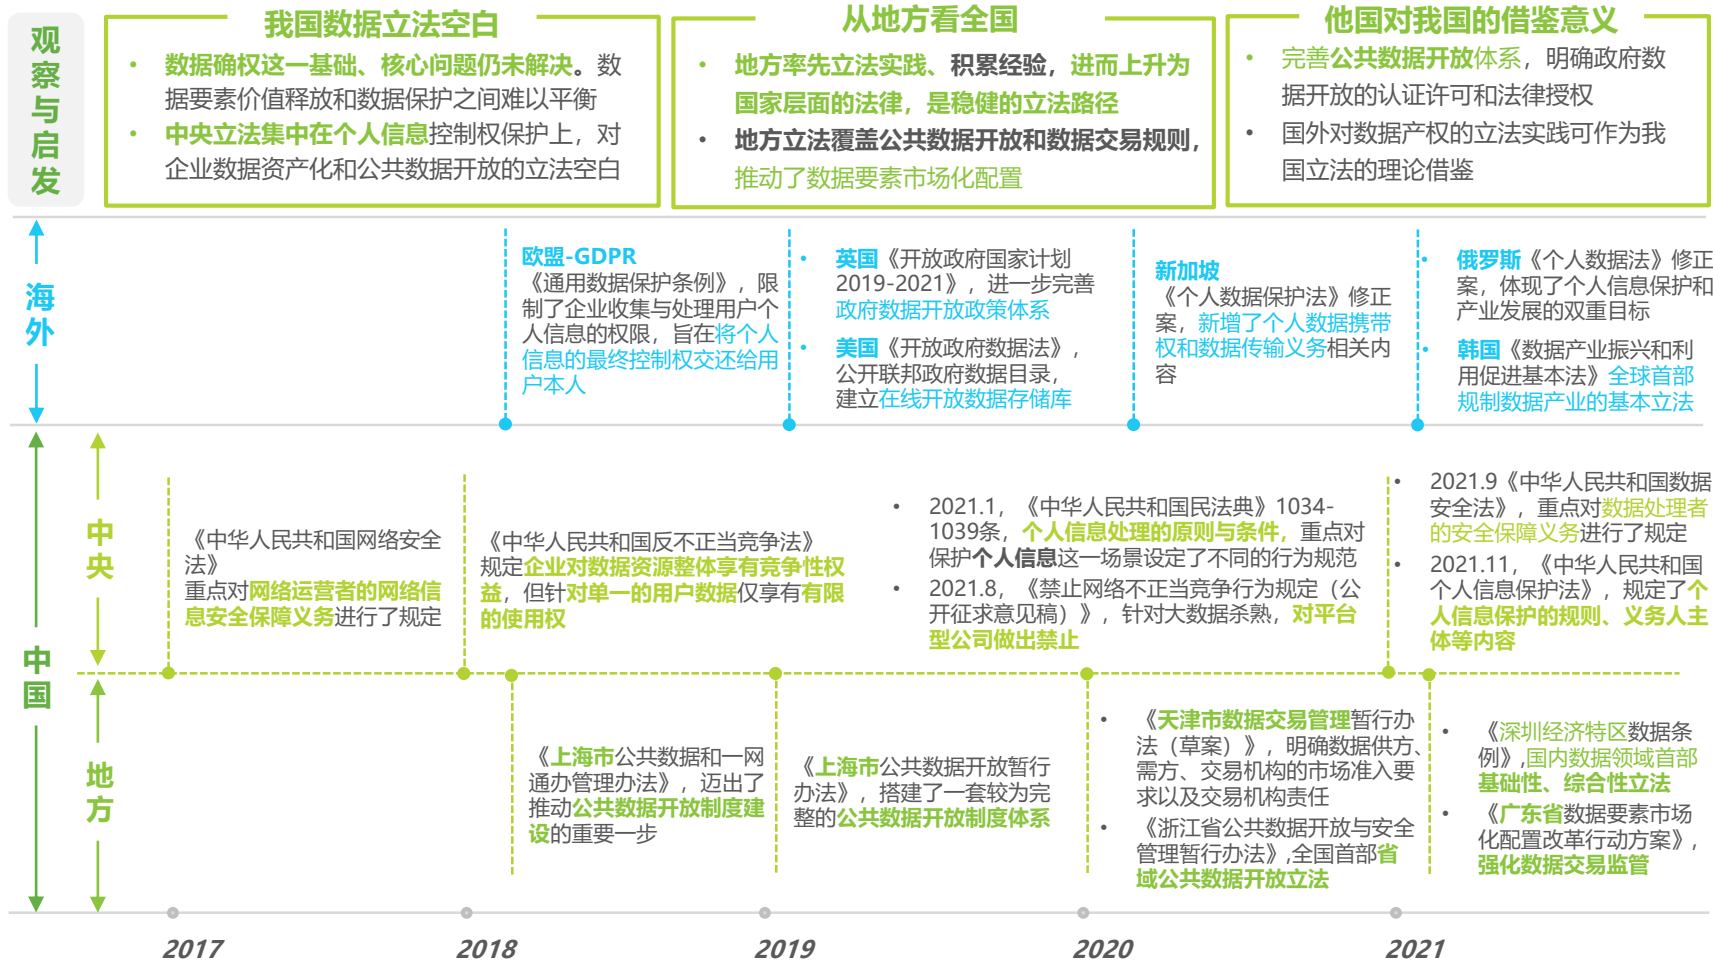 观察与启发
我国数据立法空白
• 数据确权这一基础、核心问题仍未解决。数
据要素价值释放和数据保护之间难以平衡
• 中央立法集中在个人信息控制权保护上，对
企业数据资产化和公共数据开放的立法空白
从地方看全国
• 地方率先立法实践、积累经验，进而上升为
国家层面的法律，是稳健的立法路径
• 地方立法覆盖公共数据开放和数据交易规则，
推动了数据要素市场化配置
他国对我国的借鉴意义
• 完善公共数据开放体系，明确政府数
据开放的认证许可和法律授权
• 国外对数据产权的立法实践可作为我
国立法的理论借鉴
海外
欧盟-GDPR
《通用数据保护条例》，限
制了企业收集与处理用户个
人信息的权限，旨在将个人
信息的最终控制权交还给用
户本人
• 英国《开放政府国家计划
2019-2021》，进一步完善
政府数据开放政策体系
• 美国《开放政府数据法》，
公开联邦政府数据目录，
建立在线开放数据存储库
新加坡
《个人数据保护法》修正
案，新增了个人数据携带
权和数据传输义务相关内
容
• 俄罗斯《个人数据法》修正
案，体现了个人信息保护和
产业发展的双重目标
• 韩国《数据产业振兴和利
用促进基本法》全球首部
规制数据产业的基本立法
中国
中央
《中华人民共和国网络安全
法》
重点对网络运营者的网络信
息安全保障义务进行了规定
《中华人民共和国反不正当竞争法》
规定企业对数据资源整体享有竞争性权
益，但针对单一的用户数据仅享有有限
的使用权
• 2021.1，《中华人民共和国民法典》1034-
1039条，个人信息处理的原则与条件，重点对
保护个人信息这一场景设定了不同的行为规范
• 2021.8，《禁止网络不正当竞争行为规定（公
开征求意见稿）》，针对大数据杀熟，对平台
型公司做出禁止
• 2021.9《中华人民共和国数据
安全法》，重点对数据处理者
的安全保障义务进行了规定
• 2021.11，《中华人民共和国
个人信息保护法》，规定了个
人信息保护的规则、义务人主
体等内容
地方
《上海市公共数据和一网
通办管理办法》，迈出了
推动公共数据开放制度建
设的重要一步
《上海市公共数据开放暂行
办法》，搭建了一套较为完
整的公共数据开放制度体系
• 《天津市数据交易管理暂行办
法（草案）》，明确数据供方、
需方、交易机构的市场准入要
求以及交易机构责任
• 《浙江省公共数据开放与安全
管理暂行办法》,全国首部省
域公共数据开放立法
• 《深圳经济特区数据条
例》,国内数据领域首部
基础性、综合性立法
• 《广东省数据要素市场
化配置改革行动方案》，
强化数据交易监管
2017
2018
2019
2020
2021